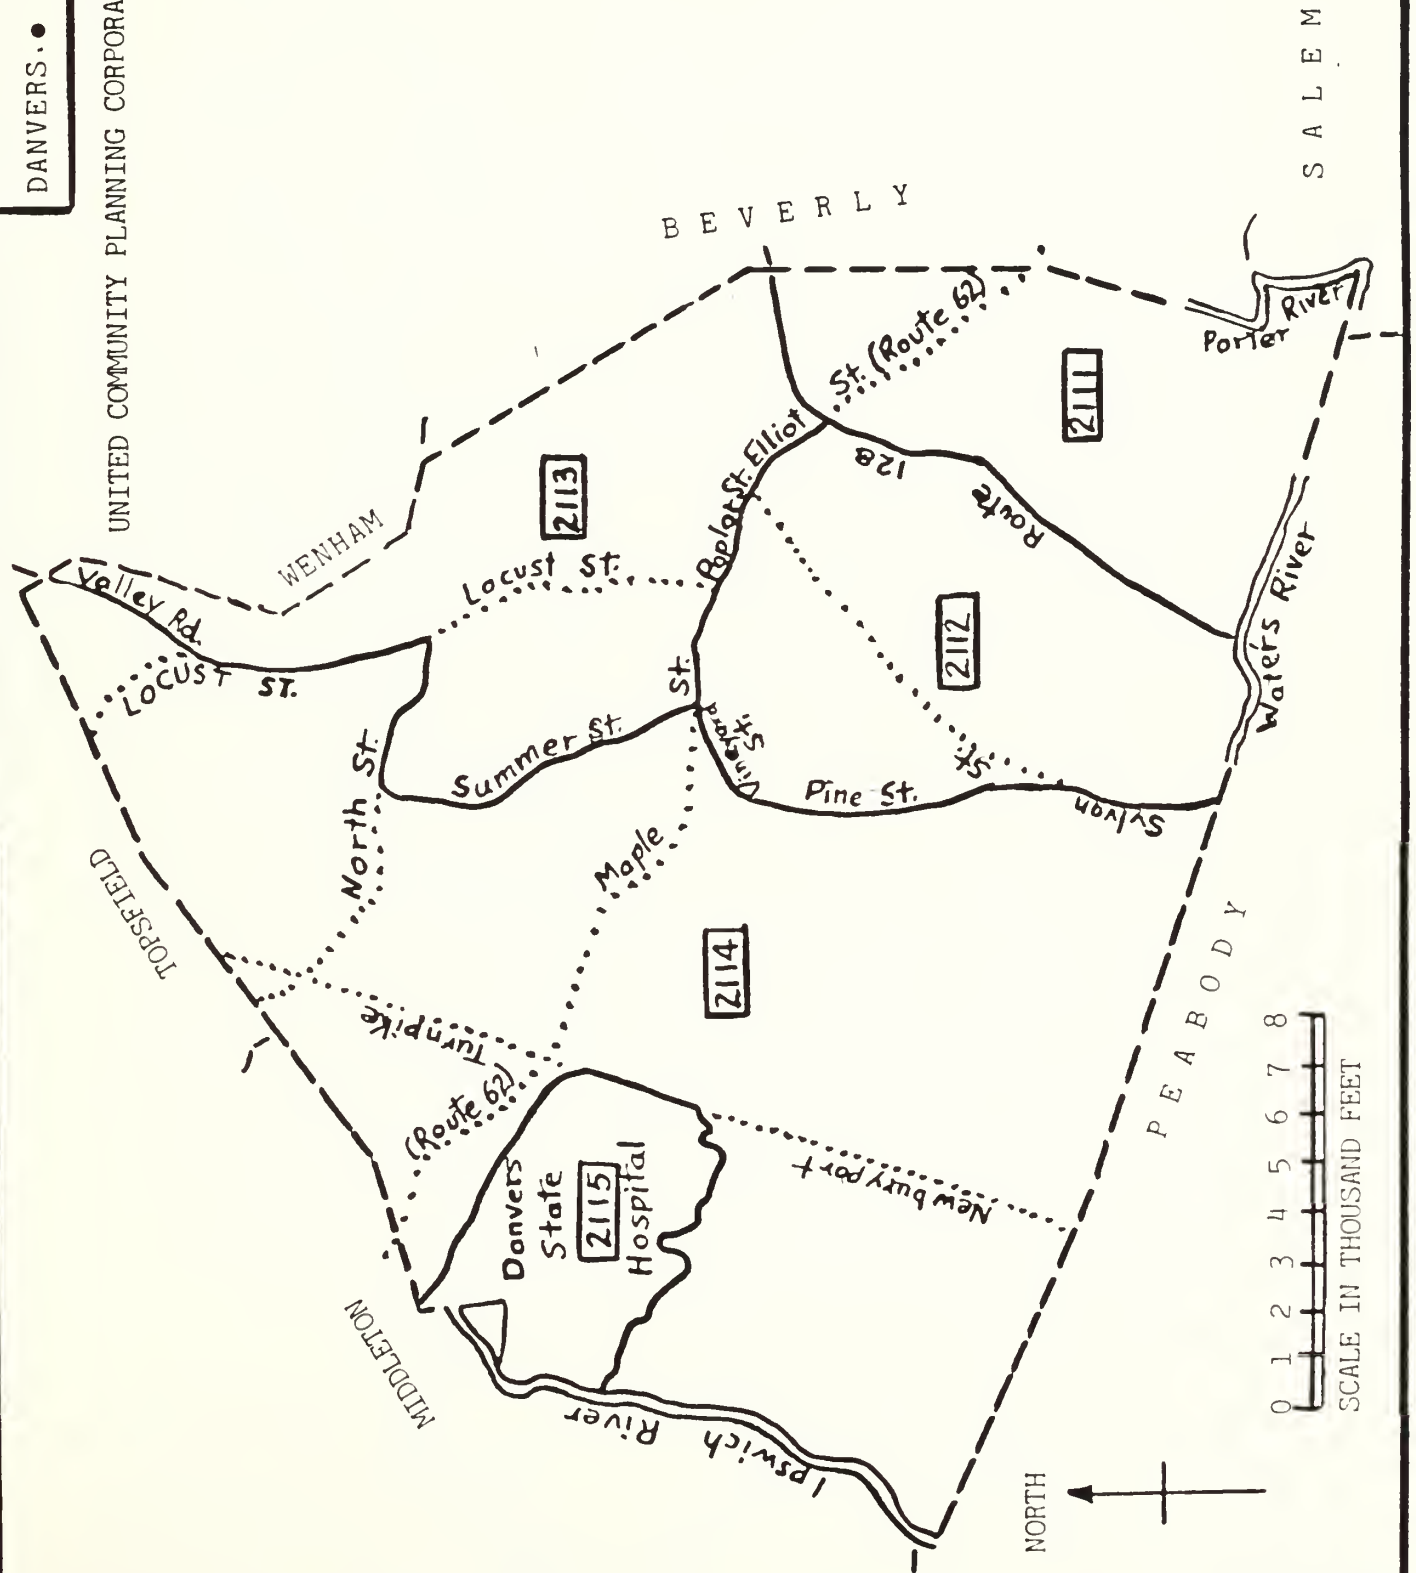 DANVERS.
UNITED COMMUNITY PLANNING CORPORA
TOPSFIELD
WENHAM
BEVERLY
SALEM
PEABODY
MIDDLETON
Valley Rd.
LOCUST ST.
Locust St.
North St.
Summer St.
Poplar St.
Elliot St. (Route 62)
Route 128
Vineyard St.
Pine St.
Sylvan St.
Maple St.
(Route 62)
Newburyport Turnpike
Danvers
State
2115
Hospital
2113
2111
2112
2114
Porter River
Waters River
Ipswich River
NORTH
0 1 2 3 4 5 6 7 8
SCALE IN THOUSAND FEET